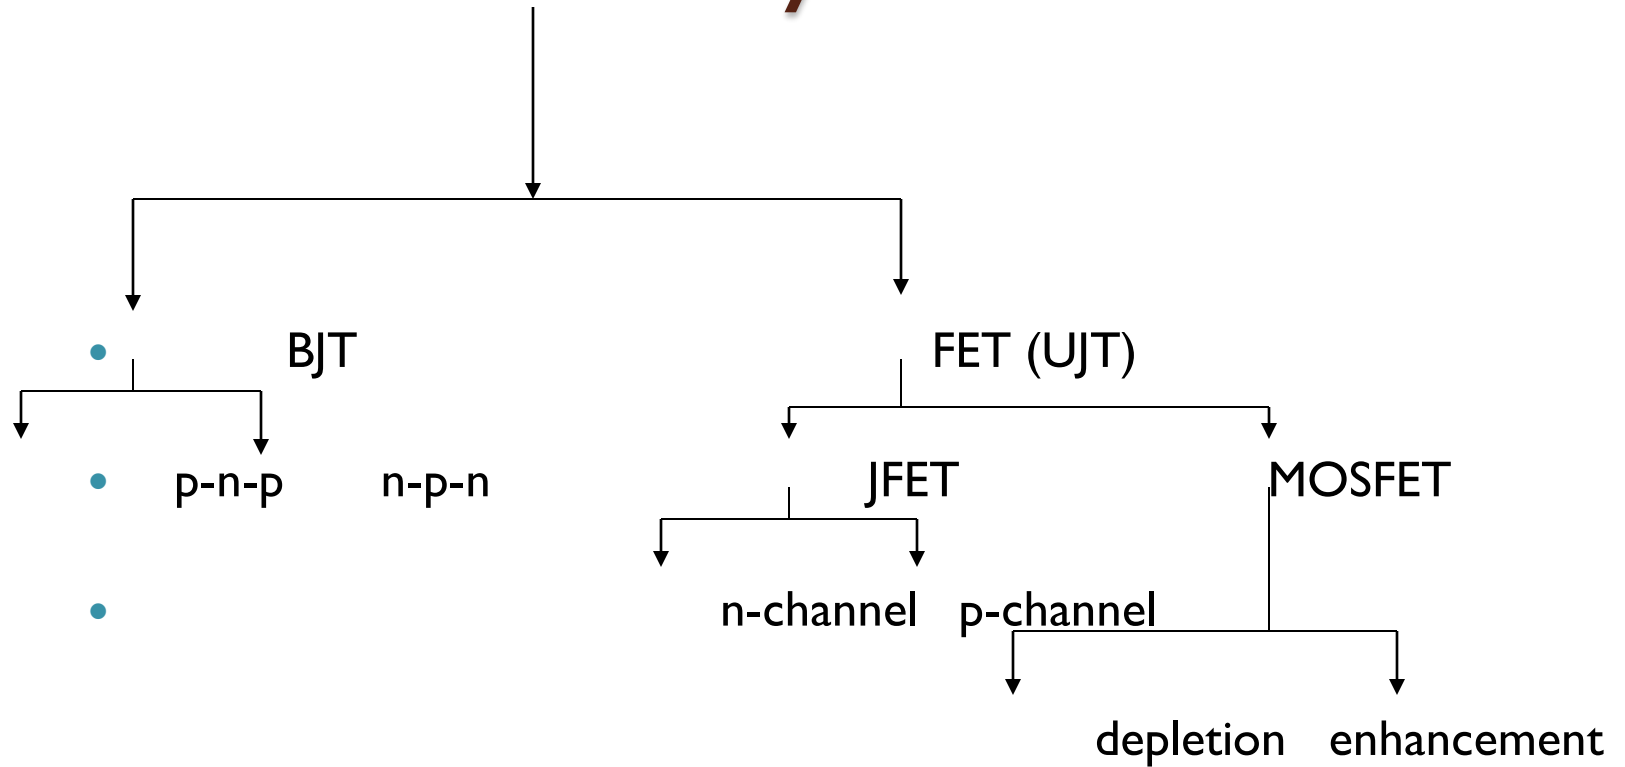 BJT FET (UJT)
p-n-p n-p-n JFET MOSFET
n-channel p-channel
depletion enhancement